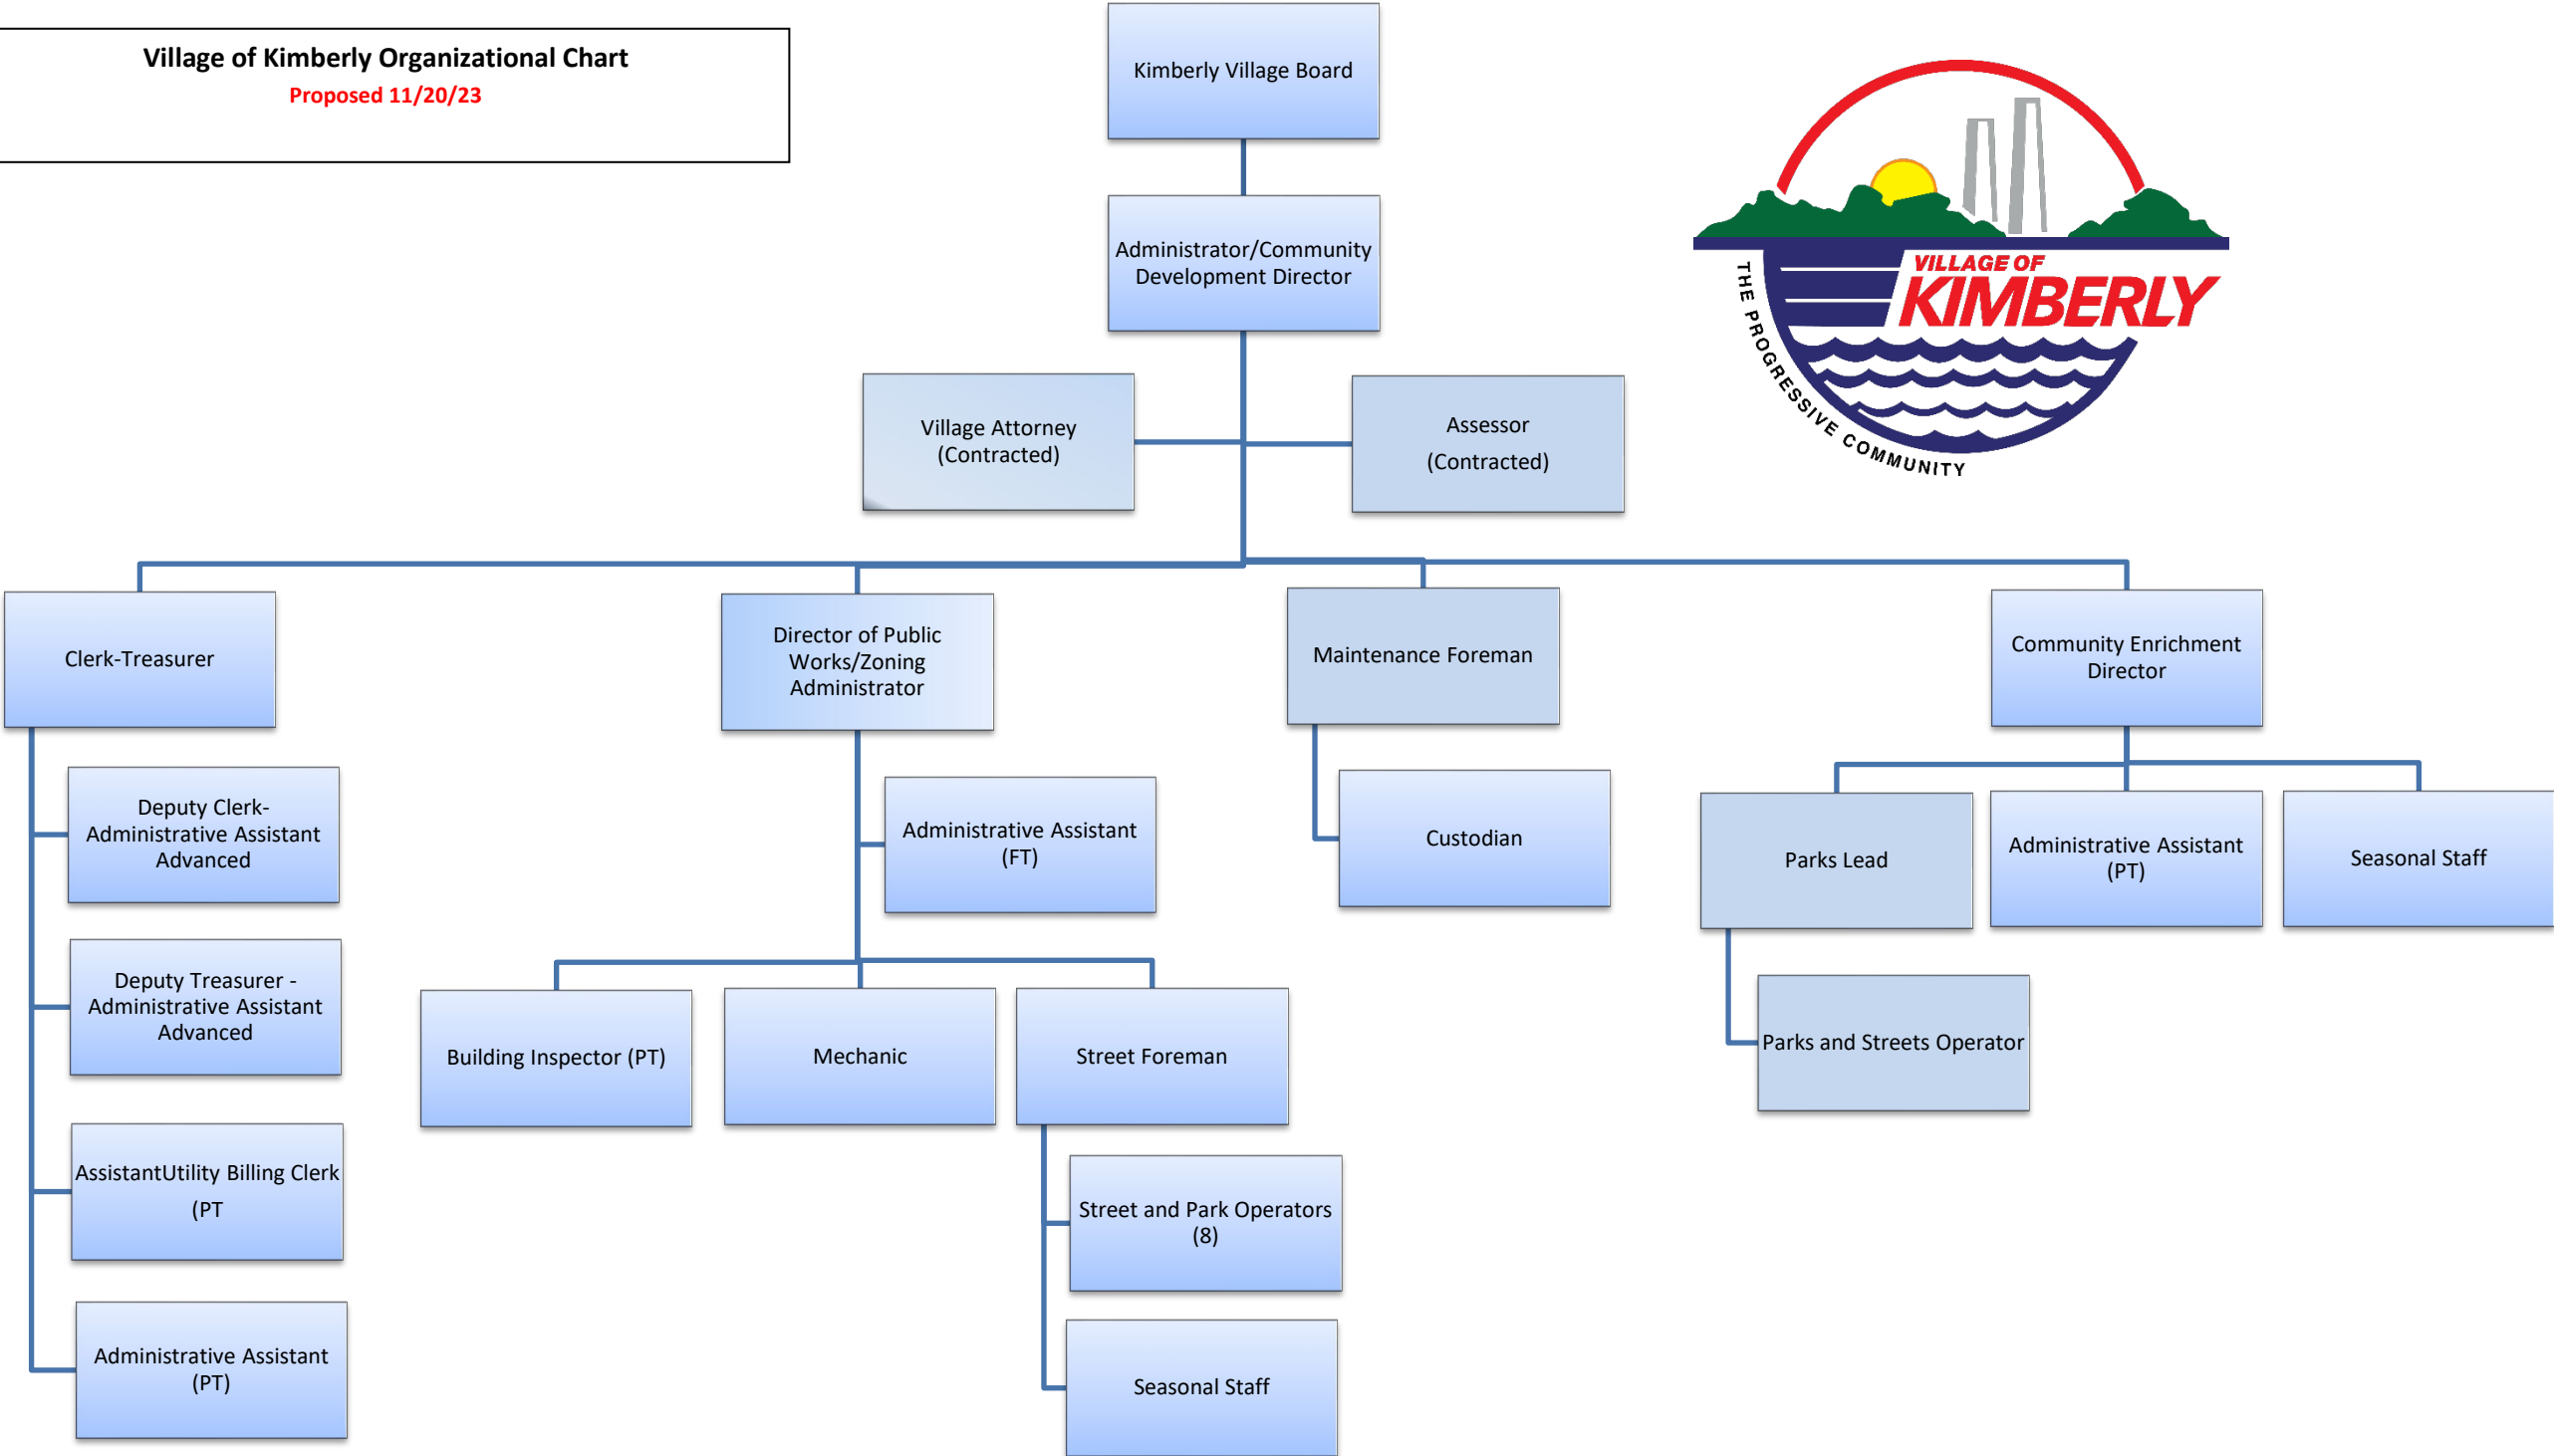 Village of Kimberly Organizational Chart
Proposed 11/20/23
Kimberly Village Board
Administrator/Community
Development Director
VILLAGE OF
KIMBERLY
THE PROGRESSIVE COMMUNITY
Village Attorney
(Contracted)
Assessor
(Contracted)
Clerk-Treasurer
Director of Public
Works/Zoning
Administrator
Maintenance Foreman
Community Enrichment
Director
Deputy Clerk-
Administrative Assistant
Advanced
Deputy Treasurer -
Administrative Assistant
Advanced
AssistantUtility Billing Clerk
(PT
Administrative Assistant
(PT)
Administrative Assistant
(FT)
Building Inspector (PT)
Mechanic
Street Foreman
Street and Park Operators
(8)
Seasonal Staff
Custodian
Parks Lead
Administrative Assistant
(PT)
Seasonal Staff
Parks and Streets Operator